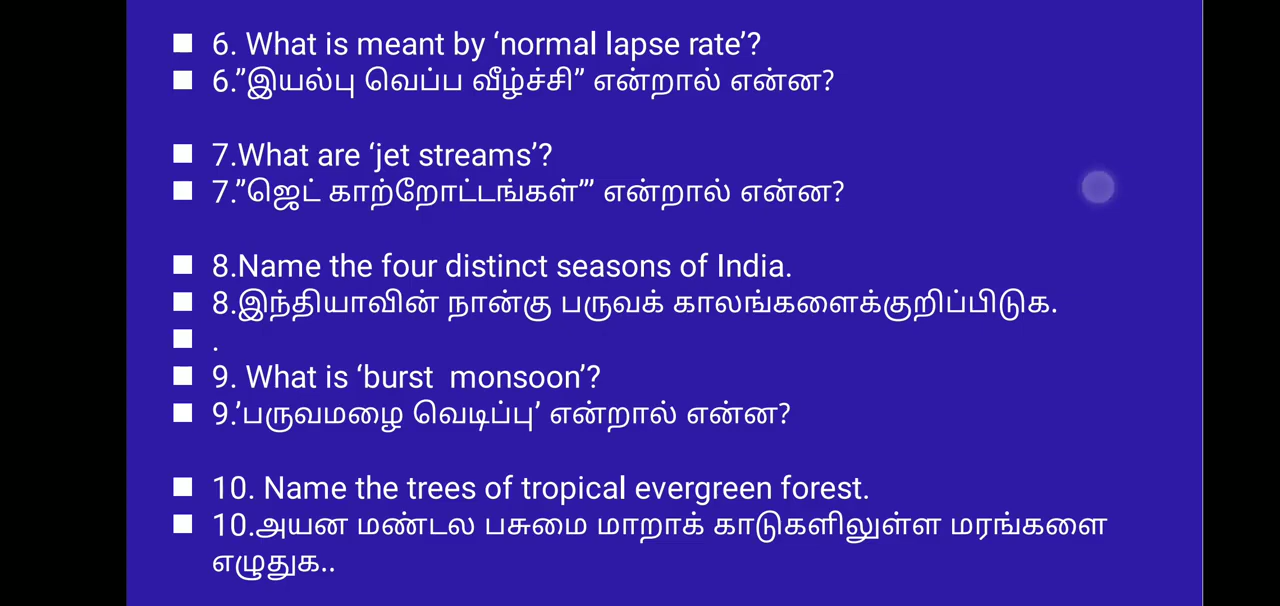 6. What is meant by ‘normal lapse rate’?
6.”இயல்பு வெப்ப வீழ்ச்சி” என்றால் என்ன?
7.What are ‘jet streams’?
7.”ஜெட் காற்றோட்டங்கள்”’ என்றால் என்ன?
8.Name the four distinct seasons of India.
8.இந்தியாவின் நான்கு பருவக் காலங்களைக்குறிப்பிடுக.
.
9. What is ‘burst  monsoon’?
9.’பருவமழை வெடிப்பு’ என்றால் என்ன?
10. Name the trees of tropical evergreen forest.
10.அயன மண்டல பசுமை மாறாக் காடுகளிலுள்ள மரங்களை
எழுதுக..